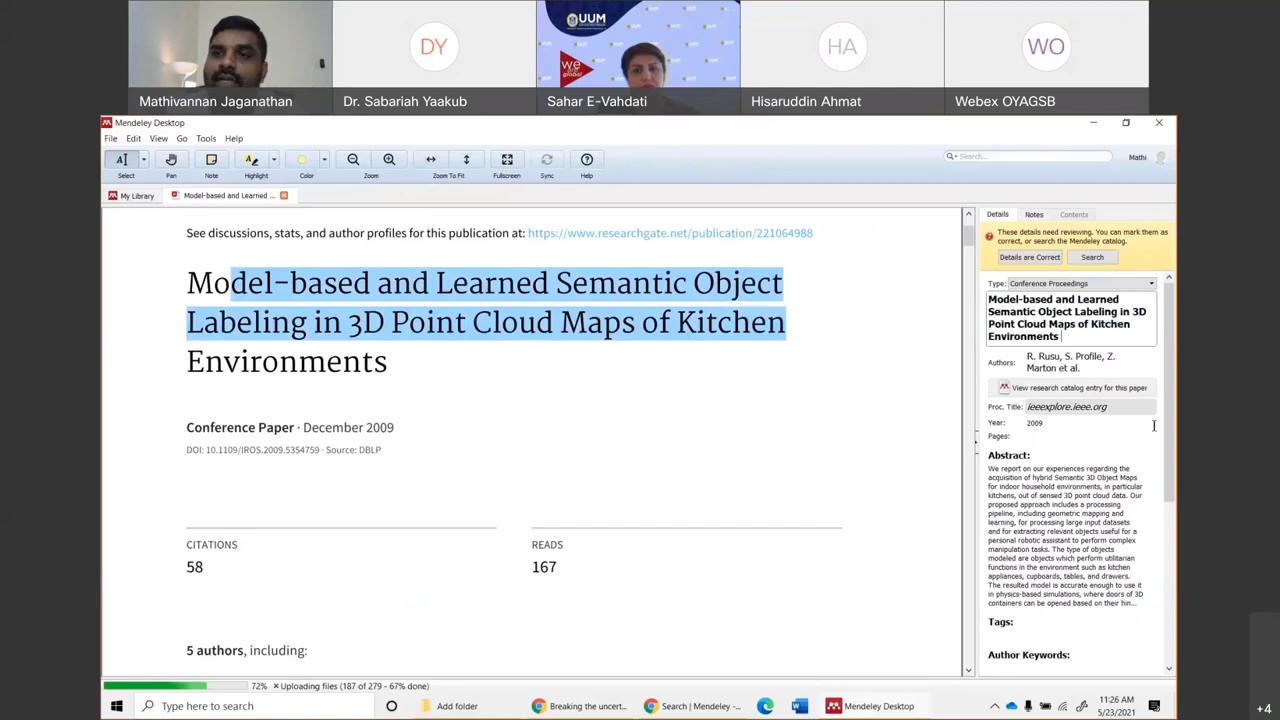 UUM
we
are
global
DY
HA
WO
Mathivannan Jaganathan
Dr. Sabariah Yaakub
Sahar E-Vahdati
Hisaruddin Ahmat
Webex OYAGSB
Mendeley Desktop
File Edit View Go Tools Help
Select Pan Note Highlight Color Zoom Zoom To Fit Fullscreen Sync Help
Search...
Mathi
My Library
Model-based and Learned ...
See discussions, stats, and author profiles for this publication at: https://www.researchgate.net/publication/221064988
Model-based and Learned Semantic Object
Labeling in 3D Point Cloud Maps of Kitchen
Environments
Conference Paper · December 2009
DOI: 10.1109/IROS.2009.5354759 · Source: DBLP
CITATIONS
58
READS
167
5 authors, including:
Details Notes Contents
These details need reviewing. You can mark them as
correct, or search the Mendeley catalog.
Details are Correct
Search
Type: Conference Proceedings
Model-based and Learned
Semantic Object Labeling in 3D
Point Cloud Maps of Kitchen
Environments
Authors: R. Rusu, S. Profile, Z.
Marton et al.
View research catalog entry for this paper
Proc. Title: ieeexplore.ieee.org
Year: 2009
Pages:
Abstract:
We report on our experiences regarding the
acquisition of hybrid Semantic 3D Object Maps
for indoor household environments, in particular
kitchens, out of sensed 3D point cloud data. Our
proposed approach includes a processing
pipeline, including geometric mapping and
learning, for processing large input datasets
and for extracting relevant objects useful for a
personal robotic assistant to perform complex
manipulation tasks. The type of objects
modeled are objects which perform utilitarian
functions in the environment such as kitchen
appliances, cupboards, tables, and drawers.
The resulted model is accurate enough to use it
in physics-based simulations, where doors of 3D
containers can be opened based on their hin...
Tags:
Author Keywords:
72% × Uploading files (187 of 279 - 67% done)
Type here to search
Add folder
Breaking the uncert...
Search | Mendeley -...
Mendeley Desktop
11:26 AM
5/23/2021
+4